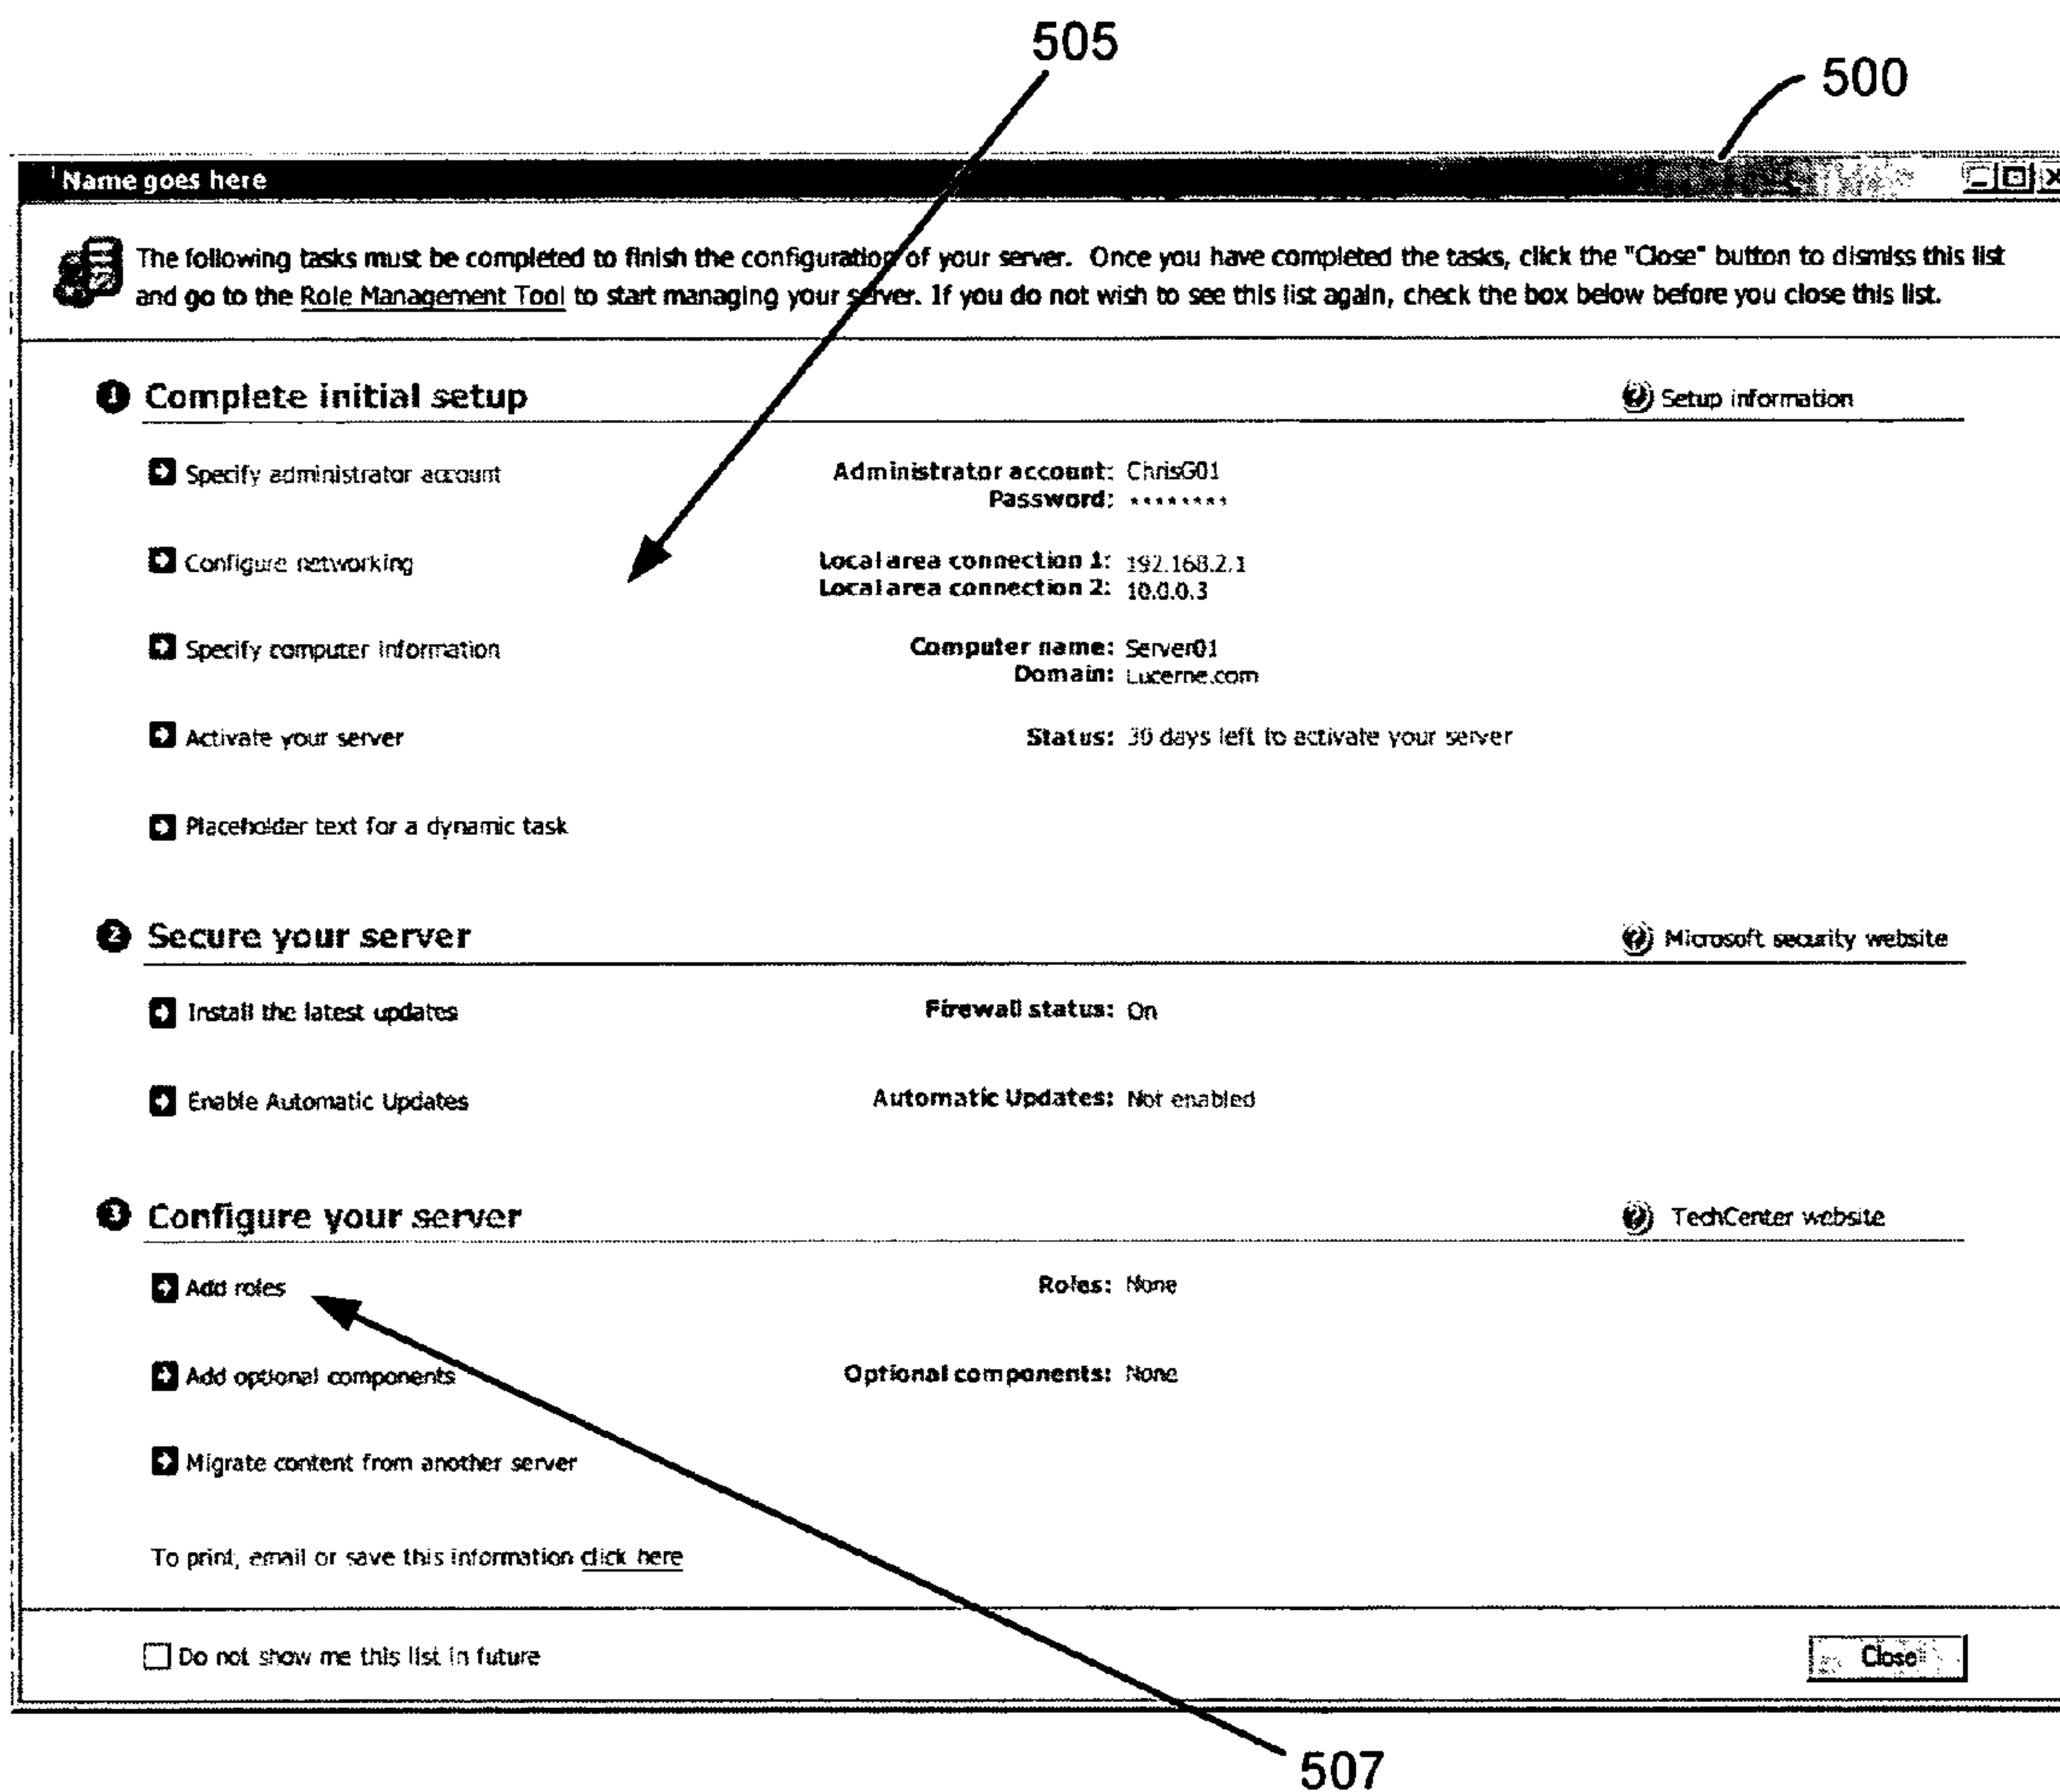 505
500
Name goes here
The following tasks must be completed to finish the configuration of your server. Once you have completed the tasks, click the "Close" button to dismiss this list
and go to the Role Management Tool to start managing your server. If you do not wish to see this list again, check the box below before you close this list.
1 Complete initial setup
? Setup information
Specify administrator account
Administrator account: ChrisG01
Password: ********
Configure networking
Local area connection 1: 192.168.2.1
Local area connection 2: 10.0.0.3
Specify computer information
Computer name: Server01
Domain: Lucerne.com
Activate your server
Status: 30 days left to activate your server
Placeholder text for a dynamic task
2 Secure your server
? Microsoft security website
Install the latest updates
Firewall status: On
Enable Automatic Updates
Automatic Updates: Not enabled
3 Configure your server
? TechCenter website
Add roles
Roles: None
Add optional components
Optional components: None
Migrate content from another server
To print, email or save this information click here
Do not show me this list in future
Close
507